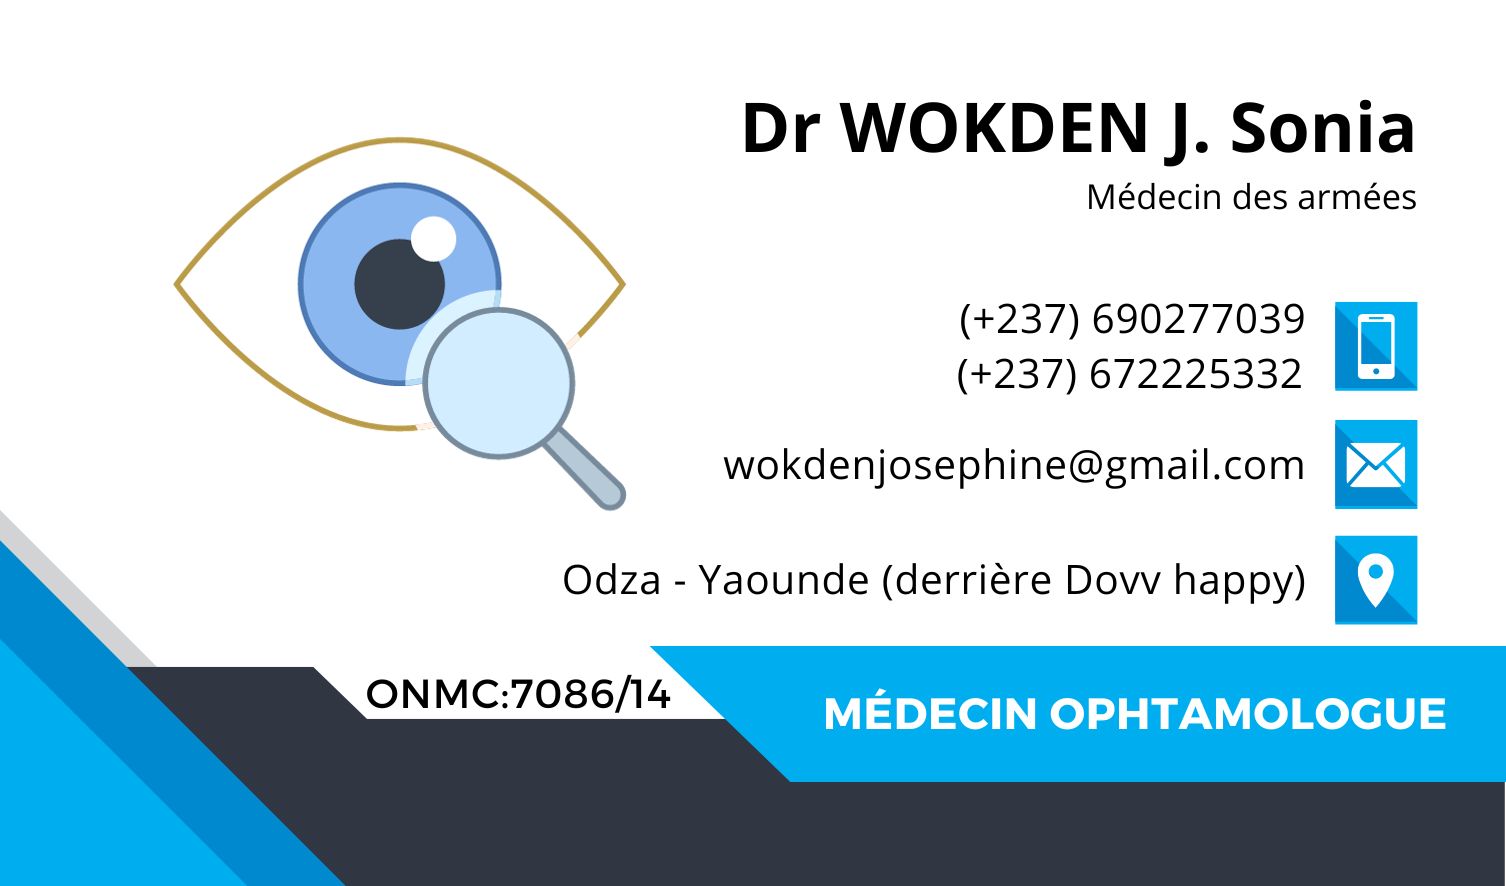 Dr WOKDEN J. Sonia
Médecin des armées
(+237) 690277039
(+237) 672225332
wokdenjosephine@gmail.com
Odza - Yaounde (derrière Dovv happy)
ONMC:7086/14
MÉDECIN OPHTAMOLOGUE